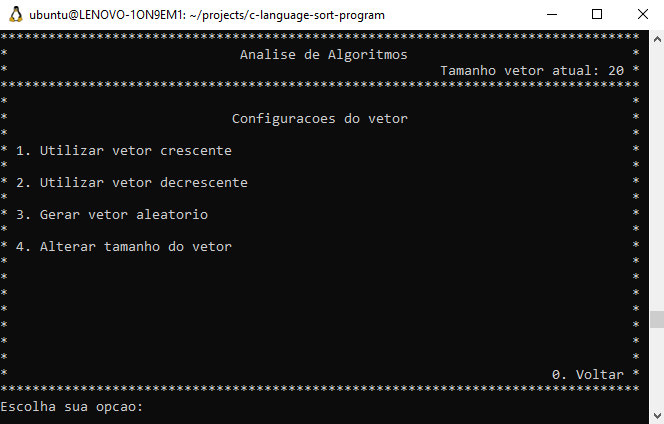 ubuntu@LENOVO-1ON9EM1: ~/projects/c-language-sort-program
********************************************************************************
* Analise de Algoritmos *
* Tamanho vetor atual: 20 *
********************************************************************************
* *
* Configuracoes do vetor *
* *
* 1. Utilizar vetor crescente *
* *
* 2. Utilizar vetor decrescente *
* *
* 3. Gerar vetor aleatorio *
* *
* 4. Alterar tamanho do vetor *
* *
* *
* *
* *
* *
* *
* *
* 0. Voltar *
********************************************************************************
Escolha sua opcao: